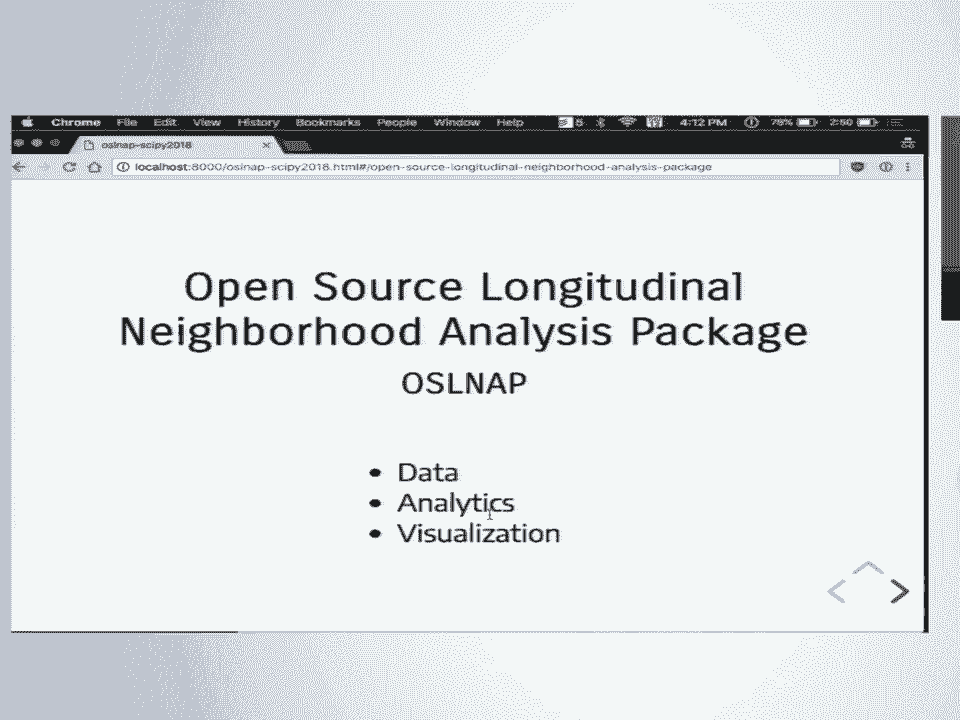 Chrome File Edit View History Bookmarks People Window Help 5 4:12 PM 78% 2:50
oslnap-scipy2018
localhost:8000/oslnap-scipy2018.html#/open-source-longitudinal-neighborhood-analysis-package
Open Source Longitudinal
Neighborhood Analysis Package
OSLNAP
• Data
• Analytics
• Visualization